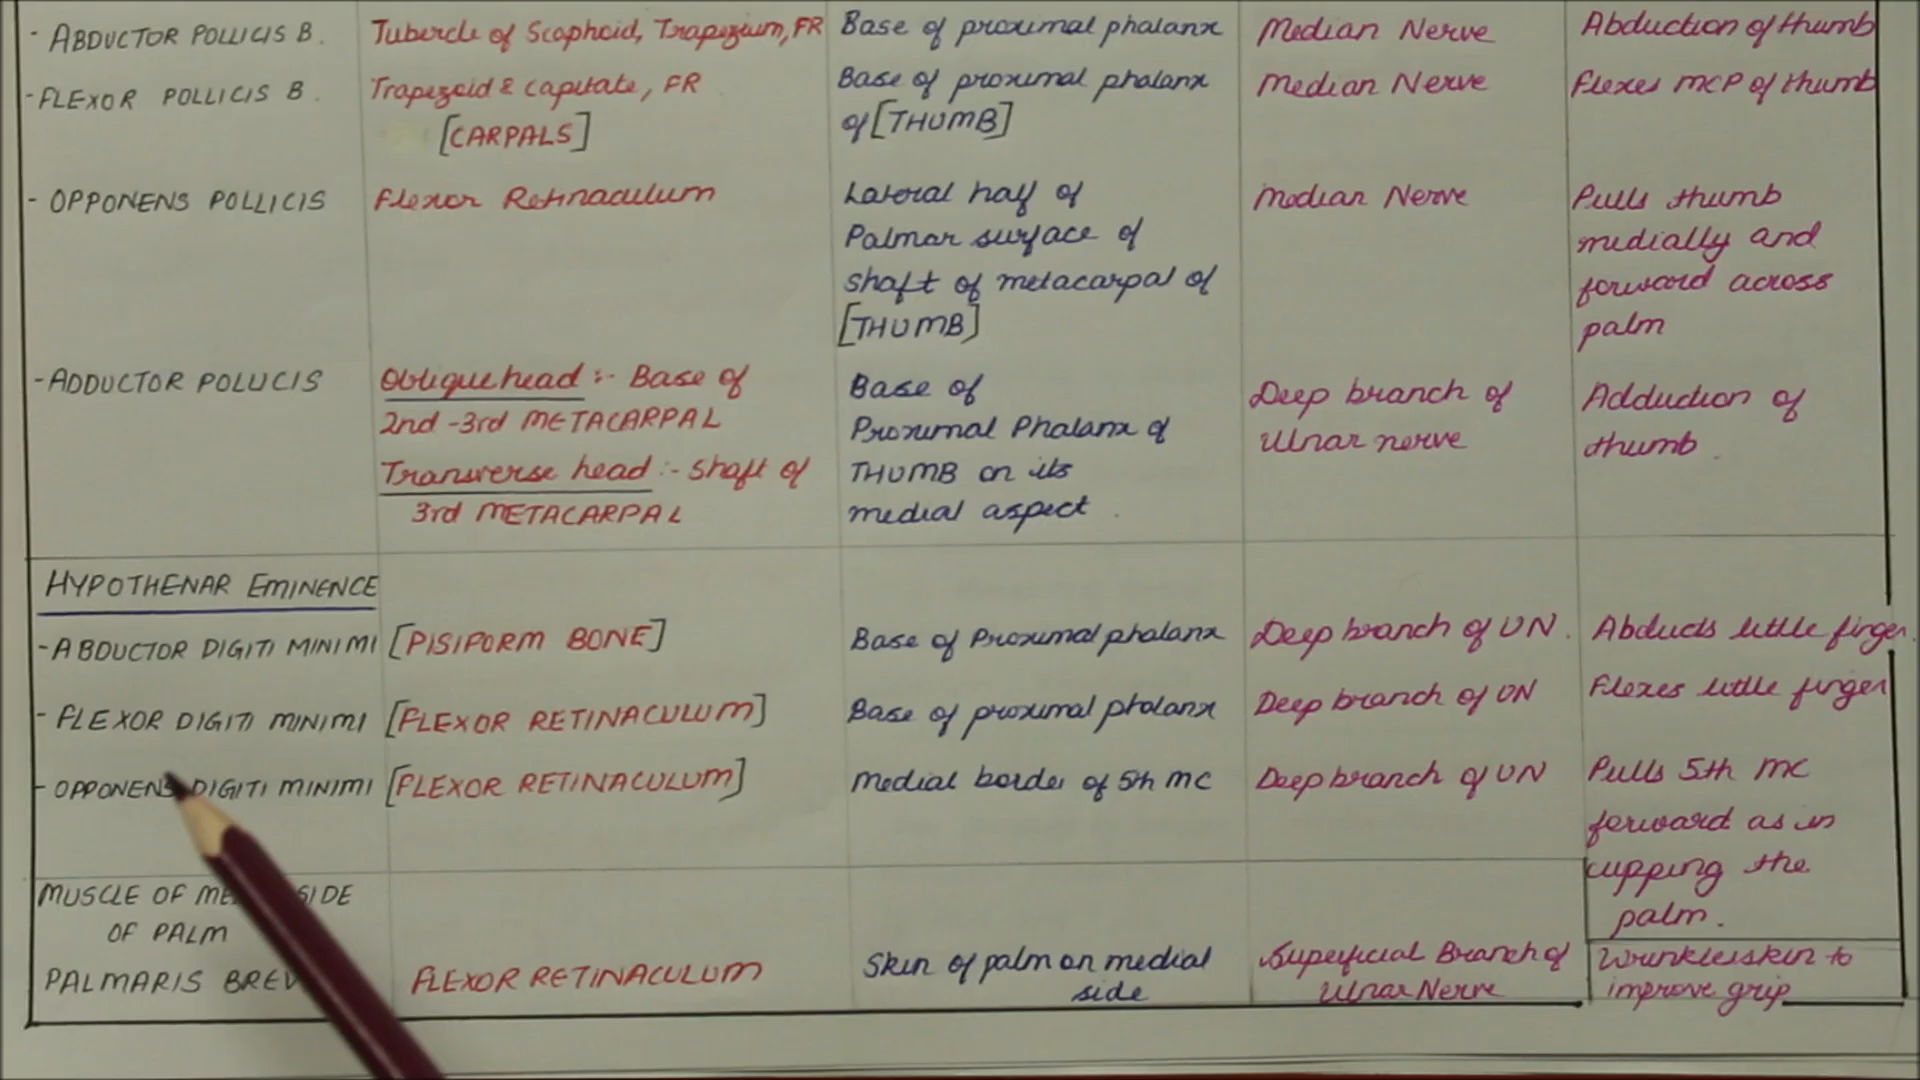 - ABDUCTOR POLLICIS B. Tubercle of Scaphoid, Trapezium, FR Base of proximal phalanx Median Nerve Abduction of thumb
- FLEXOR POLLICIS B. Trapezoid & capitate, FR Base of proximal phalanx Median Nerve Flexes MCP of thumb
[CARPALS] of [THUMB]
- OPPONENS POLLICIS Flexor Retinaculum Lateral half of Median Nerve Pulls thumb
Palmar surface of medially and
shaft of metacarpal of forward across
[THUMB] palm
- ADDUCTOR POLLICIS Oblique head :- Base of Base of Deep branch of Adduction of
2nd - 3rd METACARPAL Proximal Phalanx of Ulnar nerve thumb.
Transverse head :- Shaft of THUMB on its
3rd METACARPAL medial aspect.
HYPOTHENAR EMINENCE
- ABDUCTOR DIGITI MINIMI [PISIFORM BONE] Base of Proximal phalanx Deep branch of UN. Abducts little finger.
- FLEXOR DIGITI MINIMI [FLEXOR RETINACULUM] Base of proximal phalanx Deep branch of UN Flexes little finger
- OPPONENS DIGITI MINIMI [FLEXOR RETINACULUM] Medial border of 5th MC Deep branch of UN Pulls 5th MC
forward as in
cupping the
palm.
MUSCLE OF SIDE
OF PALM
PALMARIS FLEXOR RETINACULUM Skin of palm on medial Superficial Branch of Wrinkles skin to
side Ulnar Nerve improve grip